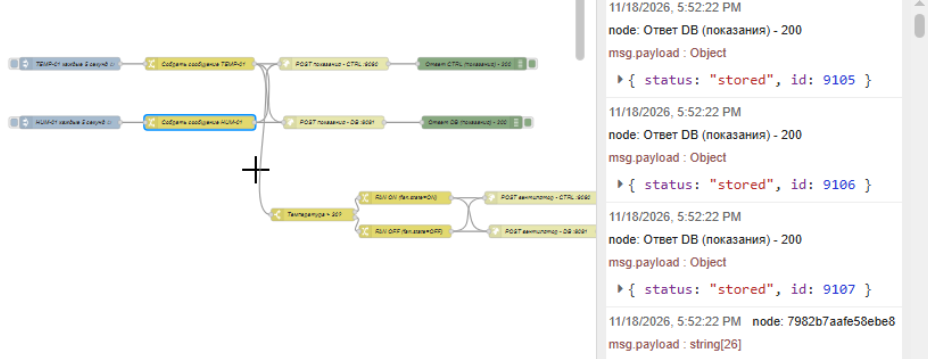 TEMP-01 каждые 5 секунд
Собрать сообщение TEMP-01
POST показания - CTRL :9080
Ответ CTRL (показания) - 200
HUM-01 каждые 5 секунд
Собрать сообщение HUM-01
POST показания - DB :9091
Ответ DB (показания) - 200
FAN ON (fan.state=ON)
POST вентилятор - CTRL :9080
Температура > 30?
FAN OFF (fan.state=OFF)
POST вентилятор - DB :9091
11/18/2026, 5:52:22 PM
node: Ответ DB (показания) - 200
msg.payload : Object
{ status: "stored", id: 9105 }
11/18/2026, 5:52:22 PM
node: Ответ DB (показания) - 200
msg.payload : Object
{ status: "stored", id: 9106 }
11/18/2026, 5:52:22 PM
node: Ответ DB (показания) - 200
msg.payload : Object
{ status: "stored", id: 9107 }
11/18/2026, 5:52:22 PM node: 7982b7aafe58ebe8
msg.payload : string[26]